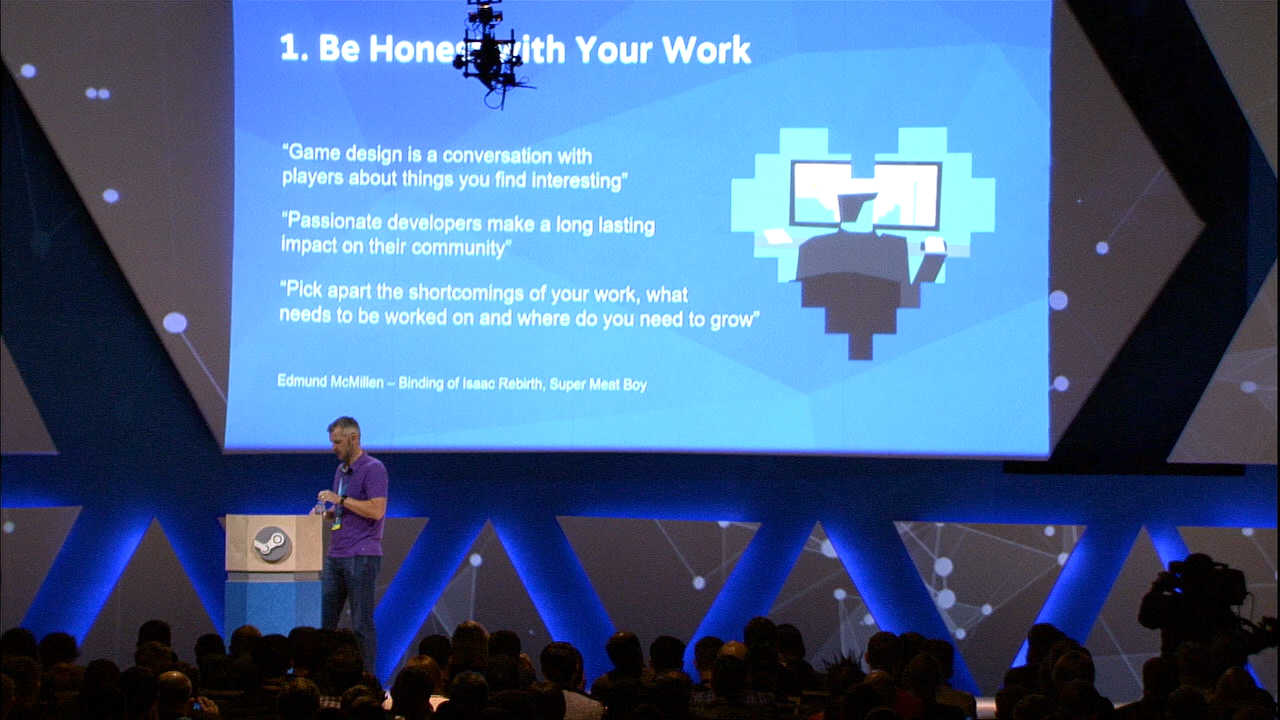 1. Be Hones with Your Work
“Game design is a conversation with
players about things you find interesting”
“Passionate developers make a long lasting
impact on their community”
“Pick apart the shortcomings of your work, what
needs to be worked on and where do you need to grow”
Edmund McMillen – Binding of Isaac Rebirth, Super Meat Boy